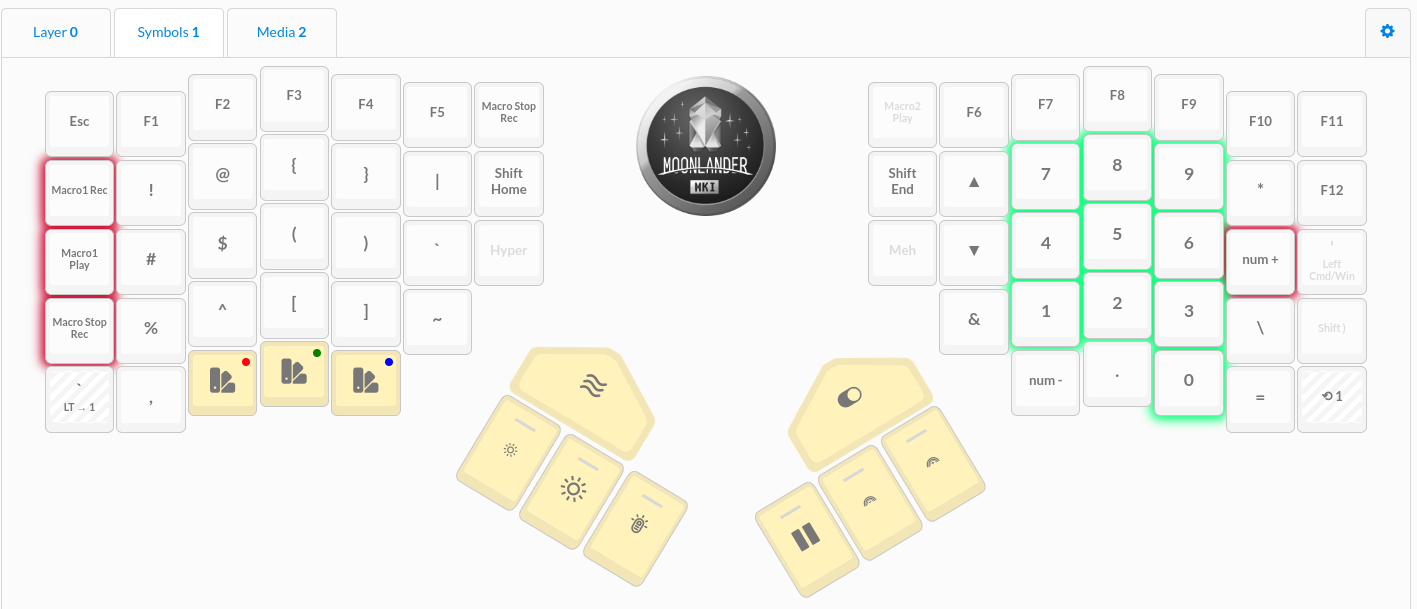 Layer 0
Symbols 1
Media 2
Esc
F1
F2
F3
F4
F5
Macro Stop
Rec
Macro2
Play
F6
F7
F8
F9
F10
F11
Macro1 Rec
!
@
{
}
|
Shift
Home
Shift
End
▲
7
8
9
*
F12
Macro1
Play
#
$
(
)
`
Hyper
Meh
▼
4
5
6
num +
'
Left
Cmd/Win
Macro Stop
Rec
%
^
[
]
~
&
1
2
3
\
Shift )
`
LT → 1
,
num -
.
0
=
⟲ 1
MOONLANDER
MKI